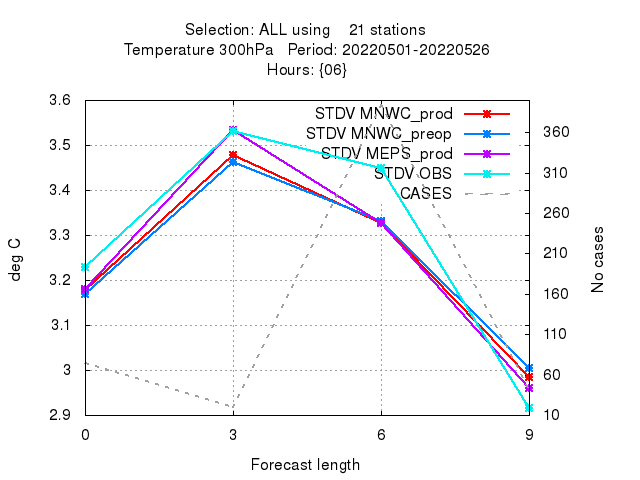 Selection: ALL using    21 stations
Temperature 300hPa   Period: 20220501-20220526
Hours: {06}
3.6
3.5
3.4
3.3
3.2
3.1
3
2.9
deg C
STDV MNWC_prod
STDV MNWC_preop
STDV MEPS_prod
STDV OBS
CASES
360
310
260
210
160
110
60
10
No cases
0 3 6 9
Forecast length